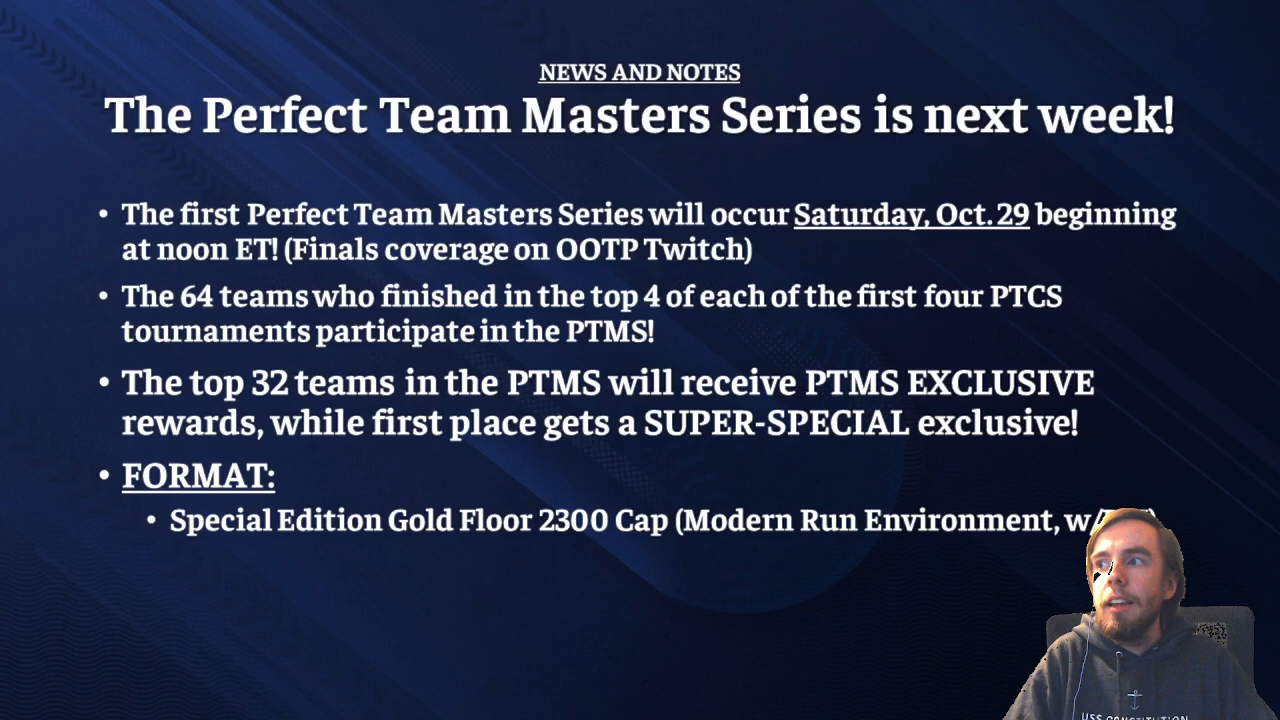 NEWS AND NOTES
The Perfect Team Masters Series is next week!
• The first Perfect Team Masters Series will occur Saturday, Oct. 29 beginning
at noon ET! (Finals coverage on OOTP Twitch)
• The 64 teams who finished in the top 4 of each of the first four PTCS
tournaments participate in the PTMS!
• The top 32 teams in the PTMS will receive PTMS EXCLUSIVE
rewards, while first place gets a SUPER-SPECIAL exclusive!
• FORMAT:
• Special Edition Gold Floor 2300 Cap (Modern Run Environment,
USS CONSTITUTION